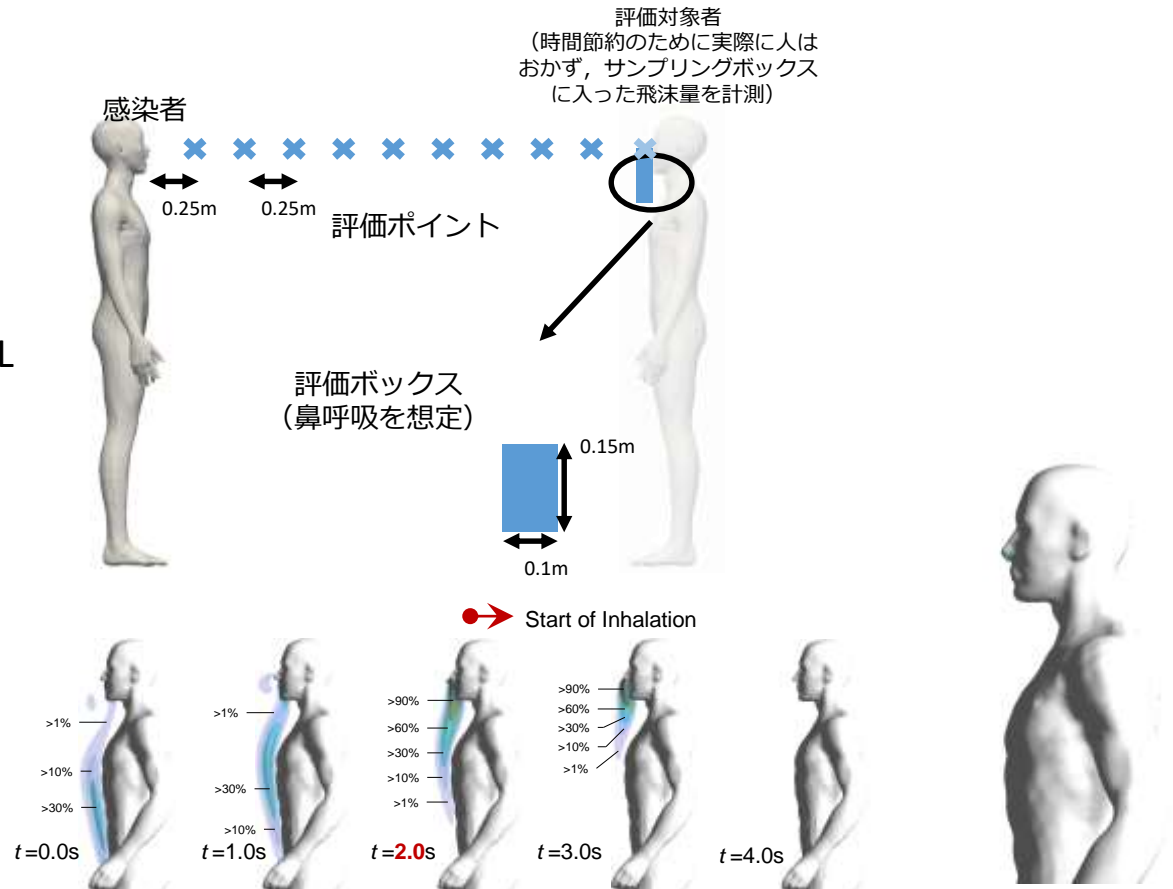 評価対象者
（時間節約のために実際に人は
おかず，サンプリングボックス
に入った飛沫量を計測）
感染者
0.25m
0.25m
評価ポイント
L
評価ボックス
（鼻呼吸を想定）
0.15m
0.1m
Start of Inhalation
>1%
>10%
>30%
t=0.0s
>1%
>30%
>10%
t=1.0s
>90%
>60%
>30%
>10%
>1%
t=2.0s
>90%
>60%
>30%
>10%
>1%
t=3.0s
t=4.0s